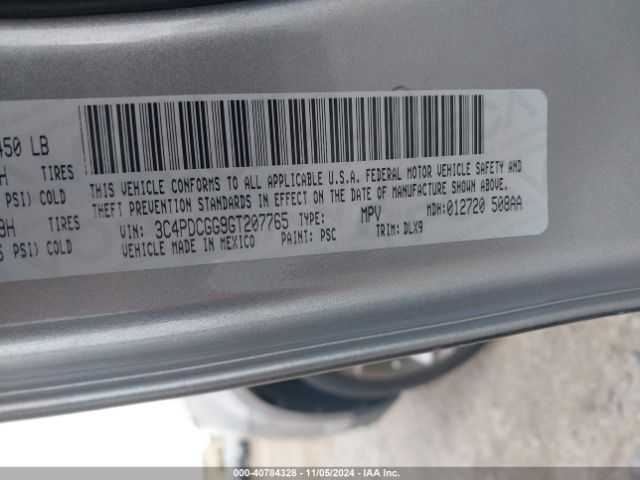 450 LB
H TIRES
PSI) COLD
9H TIRES
PSI) COLD
THIS VEHICLE CONFORMS TO ALL APPLICABLE U.S.A. FEDERAL MOTOR VEHICLE SAFETY AND
THEFT PREVENTION STANDARDS IN EFFECT ON THE DATE OF MANUFACTURE SHOWN ABOVE.
VIN: 3C4PDCGG9GT207765 TYPE: MPV MDH:012720 508AA
VEHICLE MADE IN MEXICO PAINT: PSC TRIM: DLX9
000-40784328 - 11/05/2024 - IAA Inc.